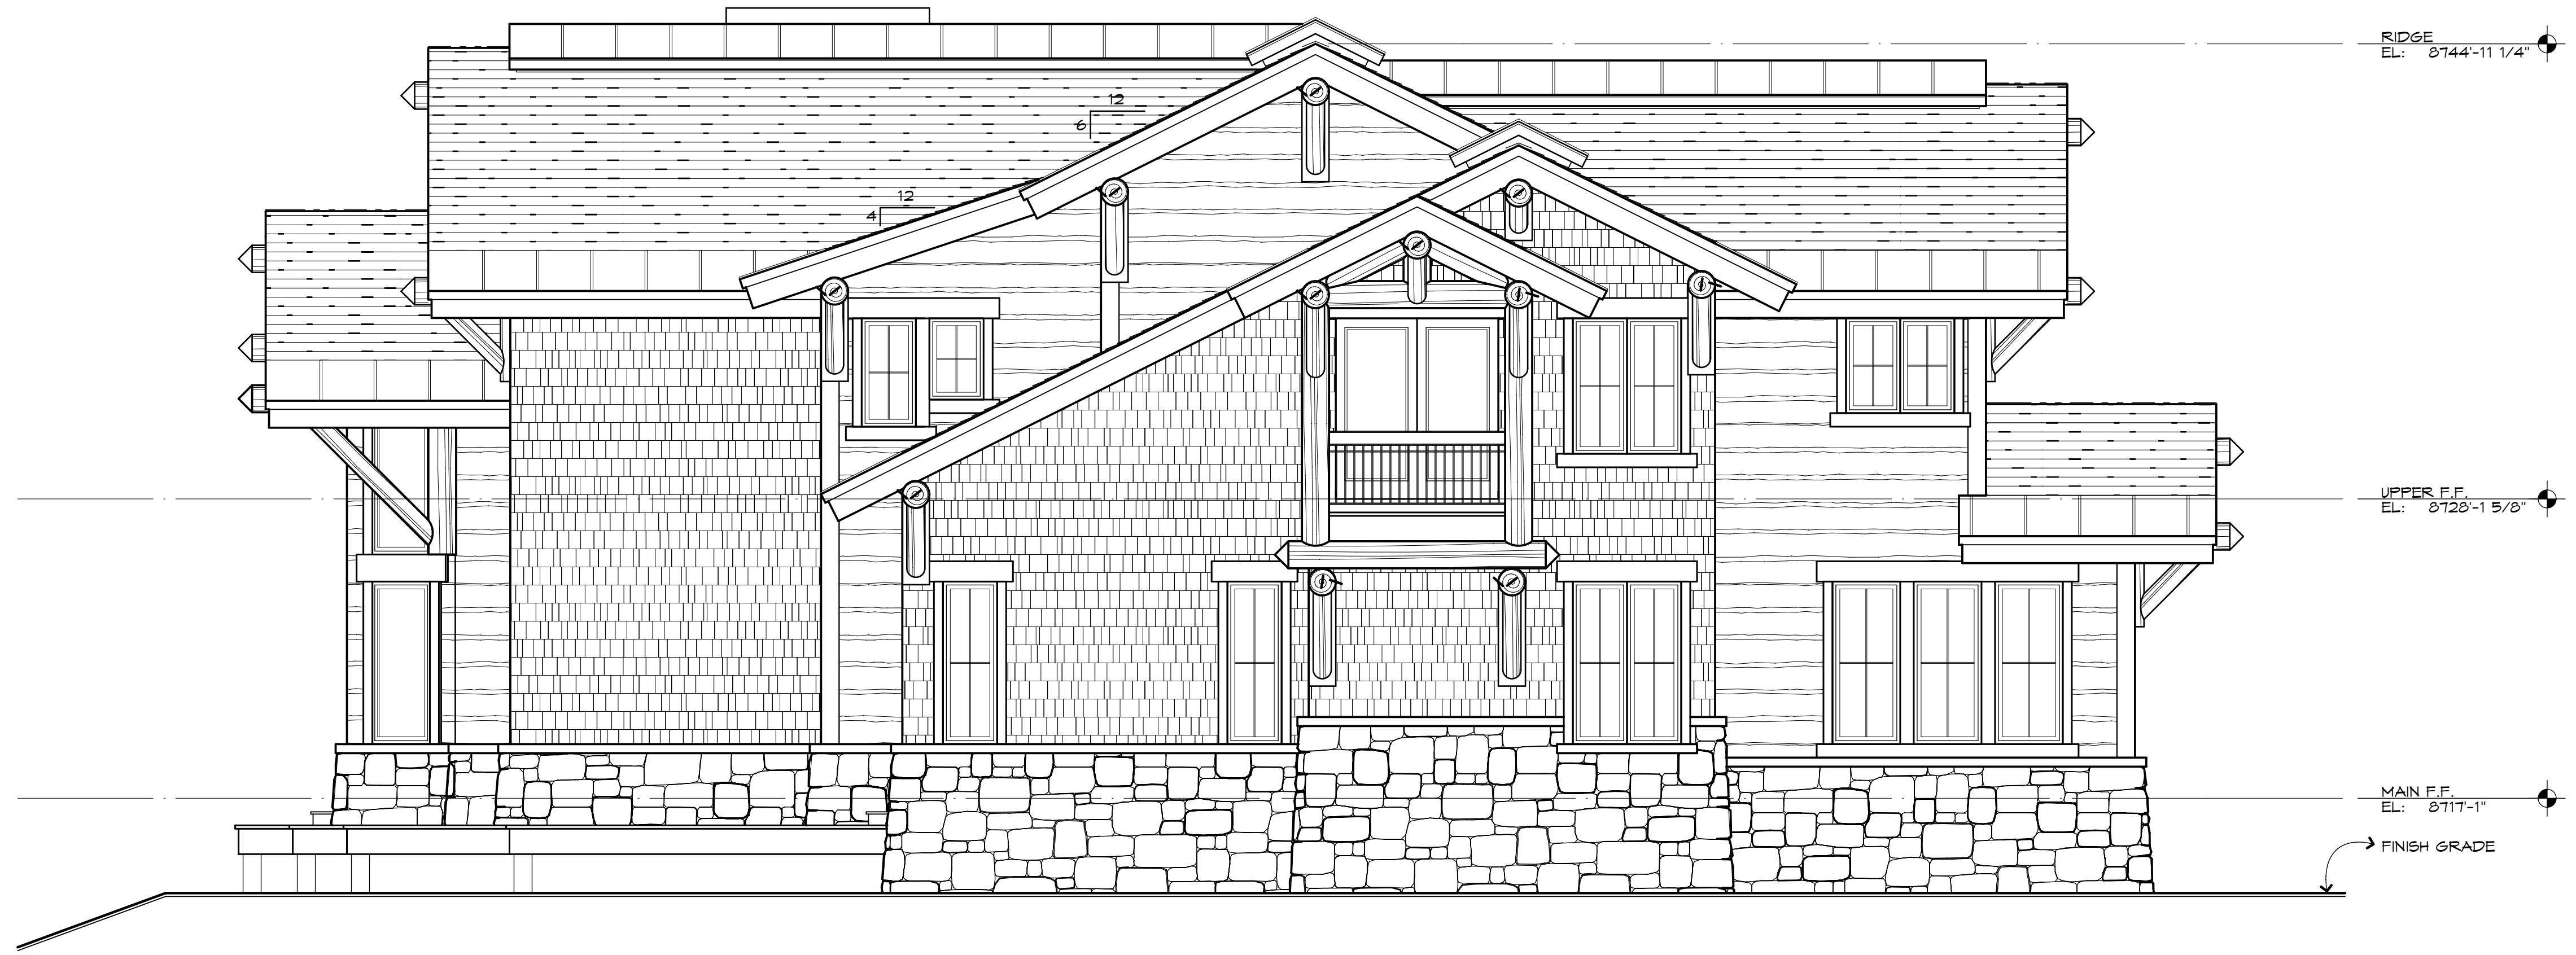 RIDGE
EL: 8744'-11 1/4"
12
6
12
4
UPPER F.F.
EL: 8728'-1 5/8"
MAIN F.F.
EL: 8717'-1"
FINISH GRADE